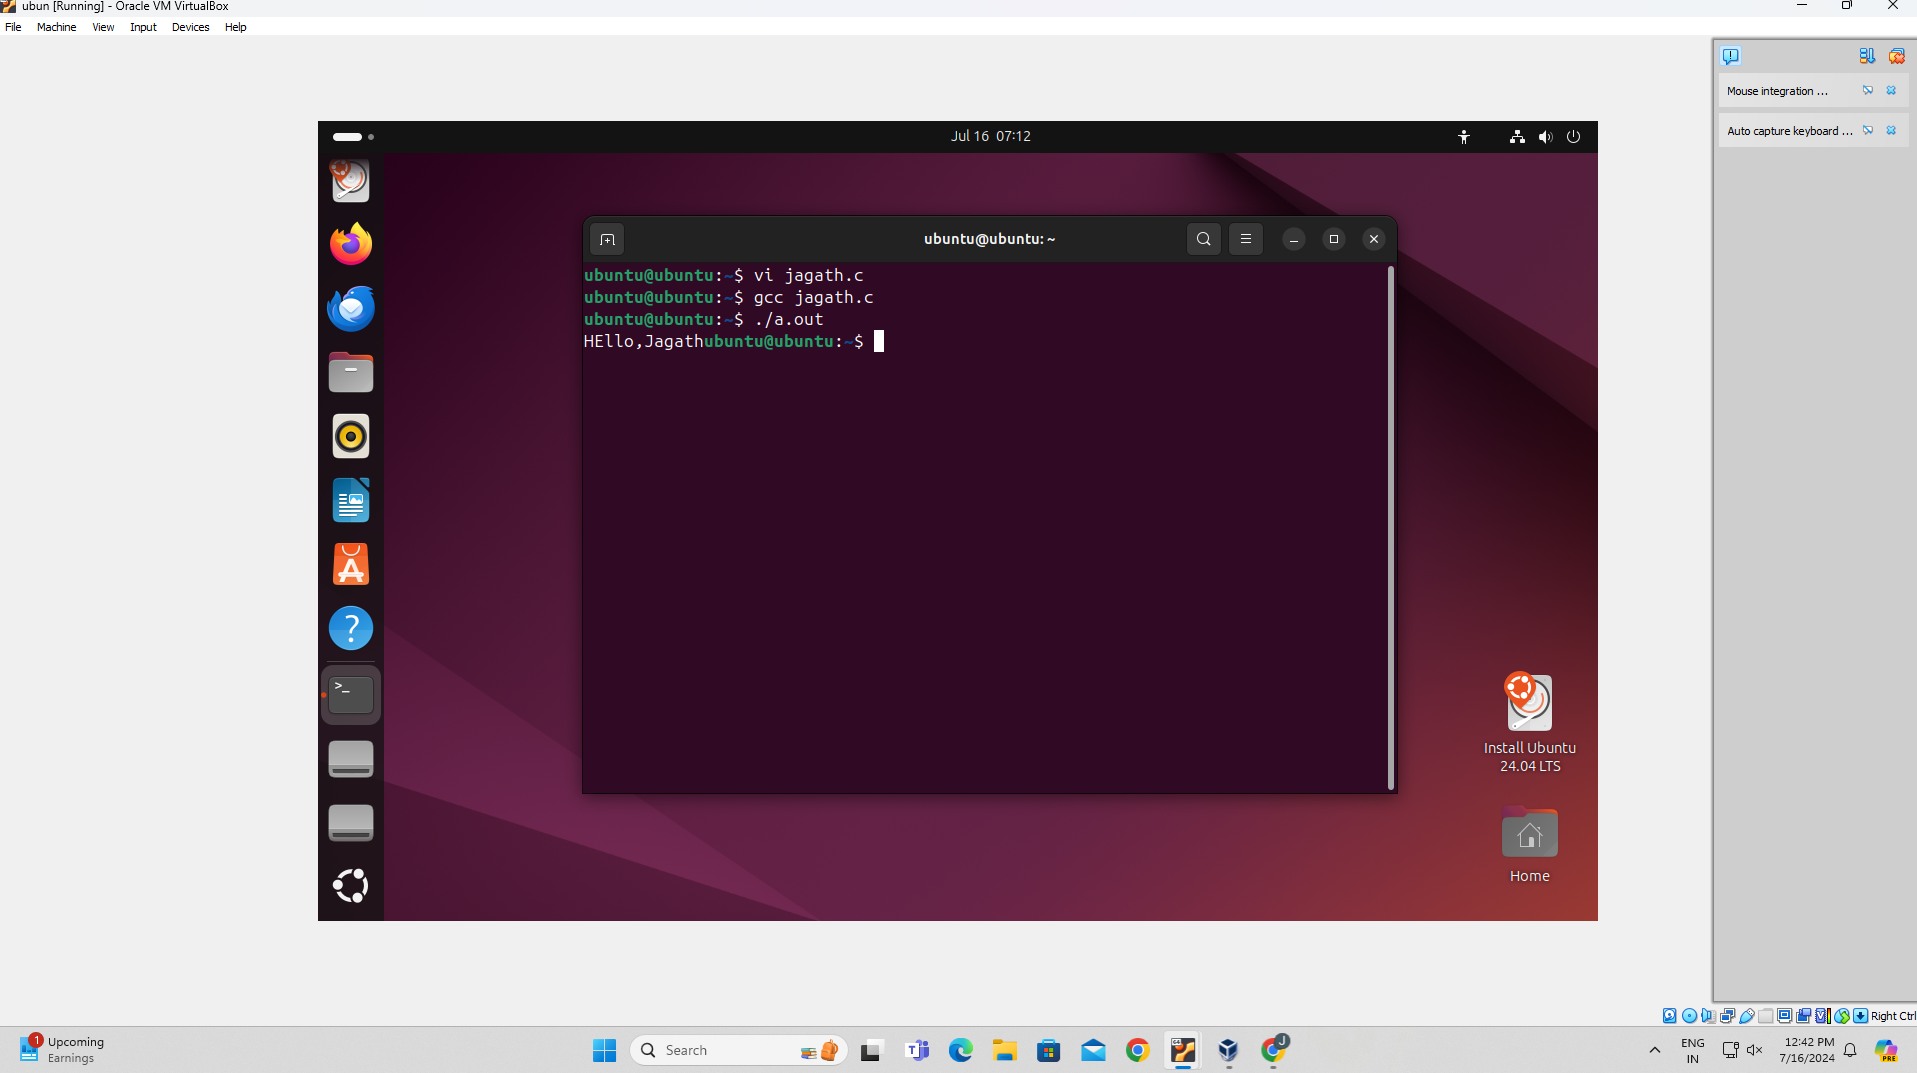 ubun [Running] - Oracle VM VirtualBox
File Machine View Input Devices Help
Mouse integration ...
Auto capture keyboard ...
Jul 16 07:12
ubuntu@ubuntu: ~
ubuntu@ubuntu:~$ vi jagath.c
ubuntu@ubuntu:~$ gcc jagath.c
ubuntu@ubuntu:~$ ./a.out
HEllo,Jagathubuntu@ubuntu:~$
Install Ubuntu
24.04 LTS
Home
Right Ctrl
1
Upcoming
Earnings
Search
J
ENG
IN
12:42 PM
7/16/2024
PRE